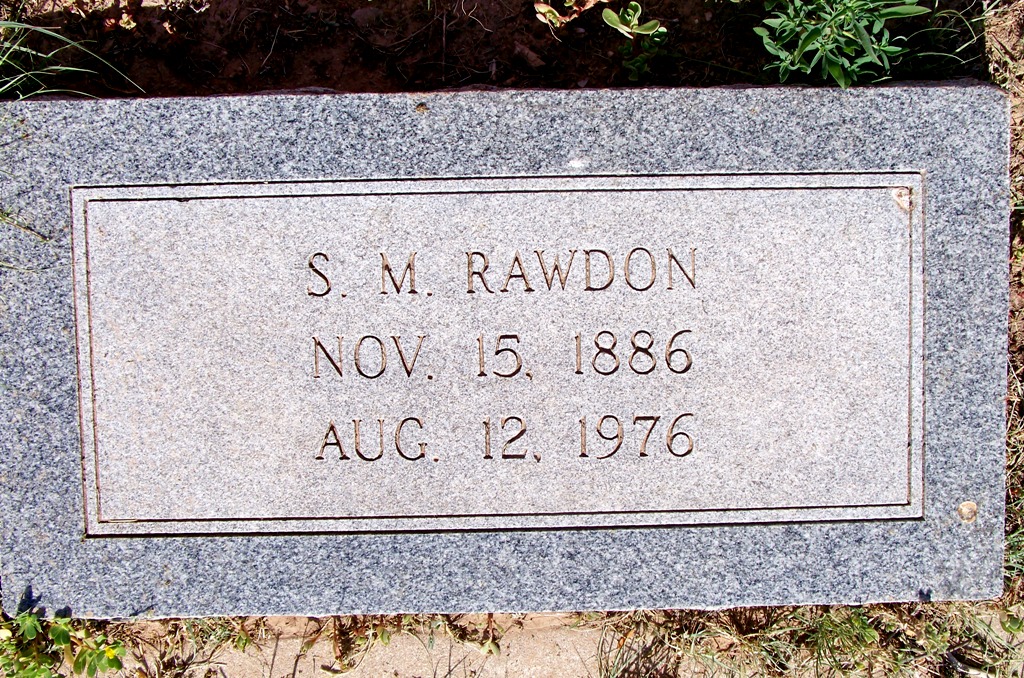 S. M. RAWDON
NOV. 15, 1886
AUG. 12, 1976